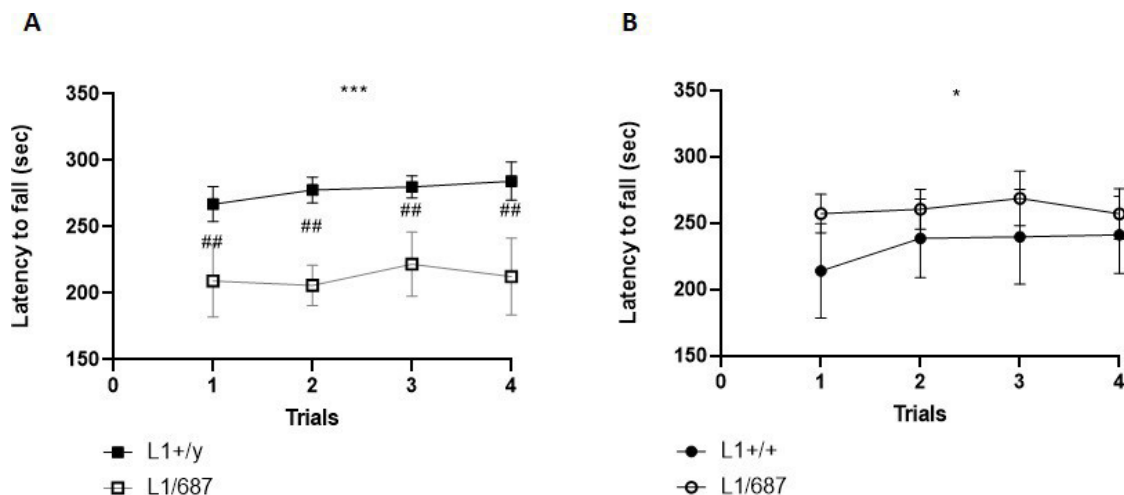 A
***
350
300
250
200
150
Latency to fall (sec)
##
##
##
##
0
1
2
3
4
Trials
L1+/y
L1/687
B
*
350
300
250
200
150
Latency to fall (sec)
0
1
2
3
4
Trials
L1+/+
L1/687